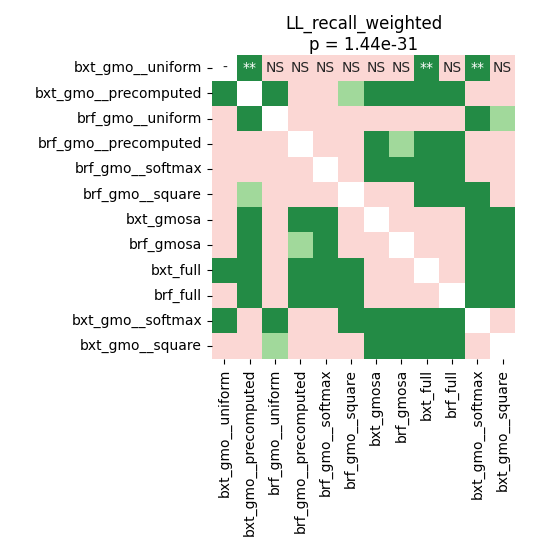 LL_recall_weighted
p = 1.44e-31
bxt_gmo__uniform - ** NS NS NS NS NS NS ** NS ** NS
bxt_gmo__precomputed
brf_gmo__uniform
brf_gmo__precomputed
brf_gmo__softmax
brf_gmo__square
bxt_gmosa
brf_gmosa
bxt_full
brf_full
bxt_gmo__softmax
bxt_gmo__square
bxt_gmo__uniform
bxt_gmo__precomputed
brf_gmo__uniform
brf_gmo__precomputed
brf_gmo__softmax
brf_gmo__square
bxt_gmosa
brf_gmosa
bxt_full
brf_full
bxt_gmo__softmax
bxt_gmo__square